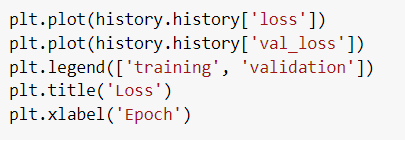 plt.plot(history.history['loss'])
plt.plot(history.history['val_loss'])
plt.legend(['training', 'validation'])
plt.title('Loss')
plt.xlabel('Epoch')